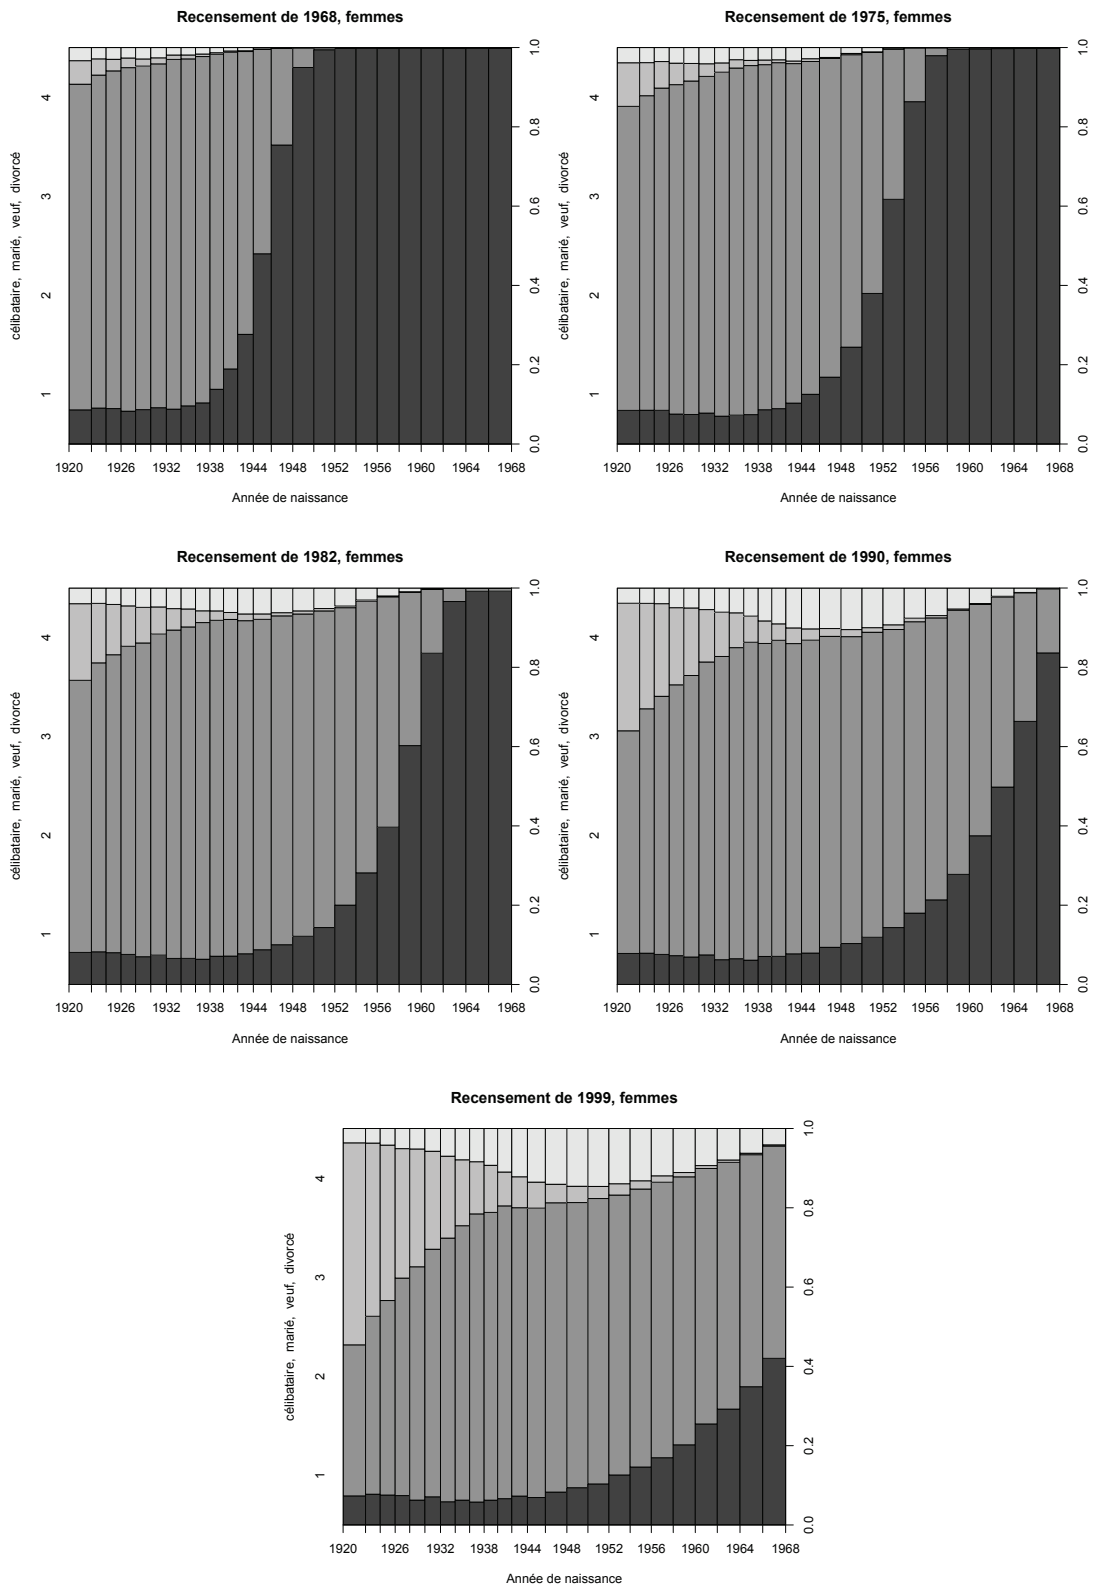 Recensement de 1968, femmes
célibataire, marié, veuf, divorcé
1 2 3 4
0.0 0.2 0.4 0.6 0.8 1.0
1920 1926 1932 1938 1944 1948 1952 1956 1960 1964 1968
Année de naissance
Recensement de 1975, femmes
célibataire, marié, veuf, divorcé
1 2 3 4
0.0 0.2 0.4 0.6 0.8 1.0
1920 1926 1932 1938 1944 1948 1952 1956 1960 1964 1968
Année de naissance
Recensement de 1982, femmes
célibataire, marié, veuf, divorcé
1 2 3 4
0.0 0.2 0.4 0.6 0.8 1.0
1920 1926 1932 1938 1944 1948 1952 1956 1960 1964 1968
Année de naissance
Recensement de 1990, femmes
célibataire, marié, veuf, divorcé
1 2 3 4
0.0 0.2 0.4 0.6 0.8 1.0
1920 1926 1932 1938 1944 1948 1952 1956 1960 1964 1968
Année de naissance
Recensement de 1999, femmes
célibataire, marié, veuf, divorcé
1 2 3 4
0.0 0.2 0.4 0.6 0.8 1.0
1920 1926 1932 1938 1944 1948 1952 1956 1960 1964 1968
Année de naissance